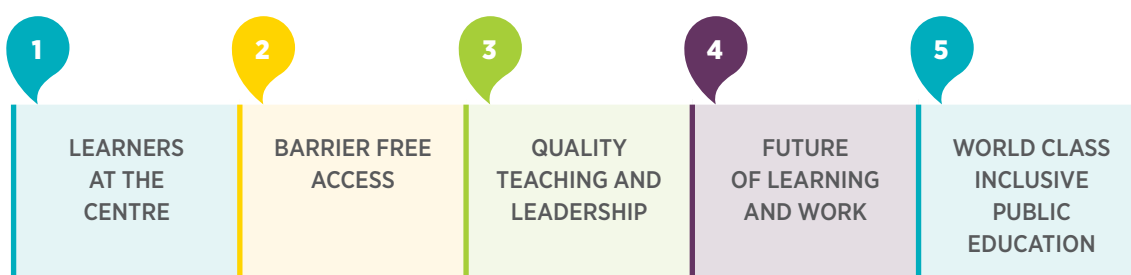 1
LEARNERS
AT THE
CENTRE
2
BARRIER FREE
ACCESS
3
QUALITY
TEACHING AND
LEADERSHIP
4
FUTURE
OF LEARNING
AND WORK
5
WORLD CLASS
INCLUSIVE
PUBLIC
EDUCATION